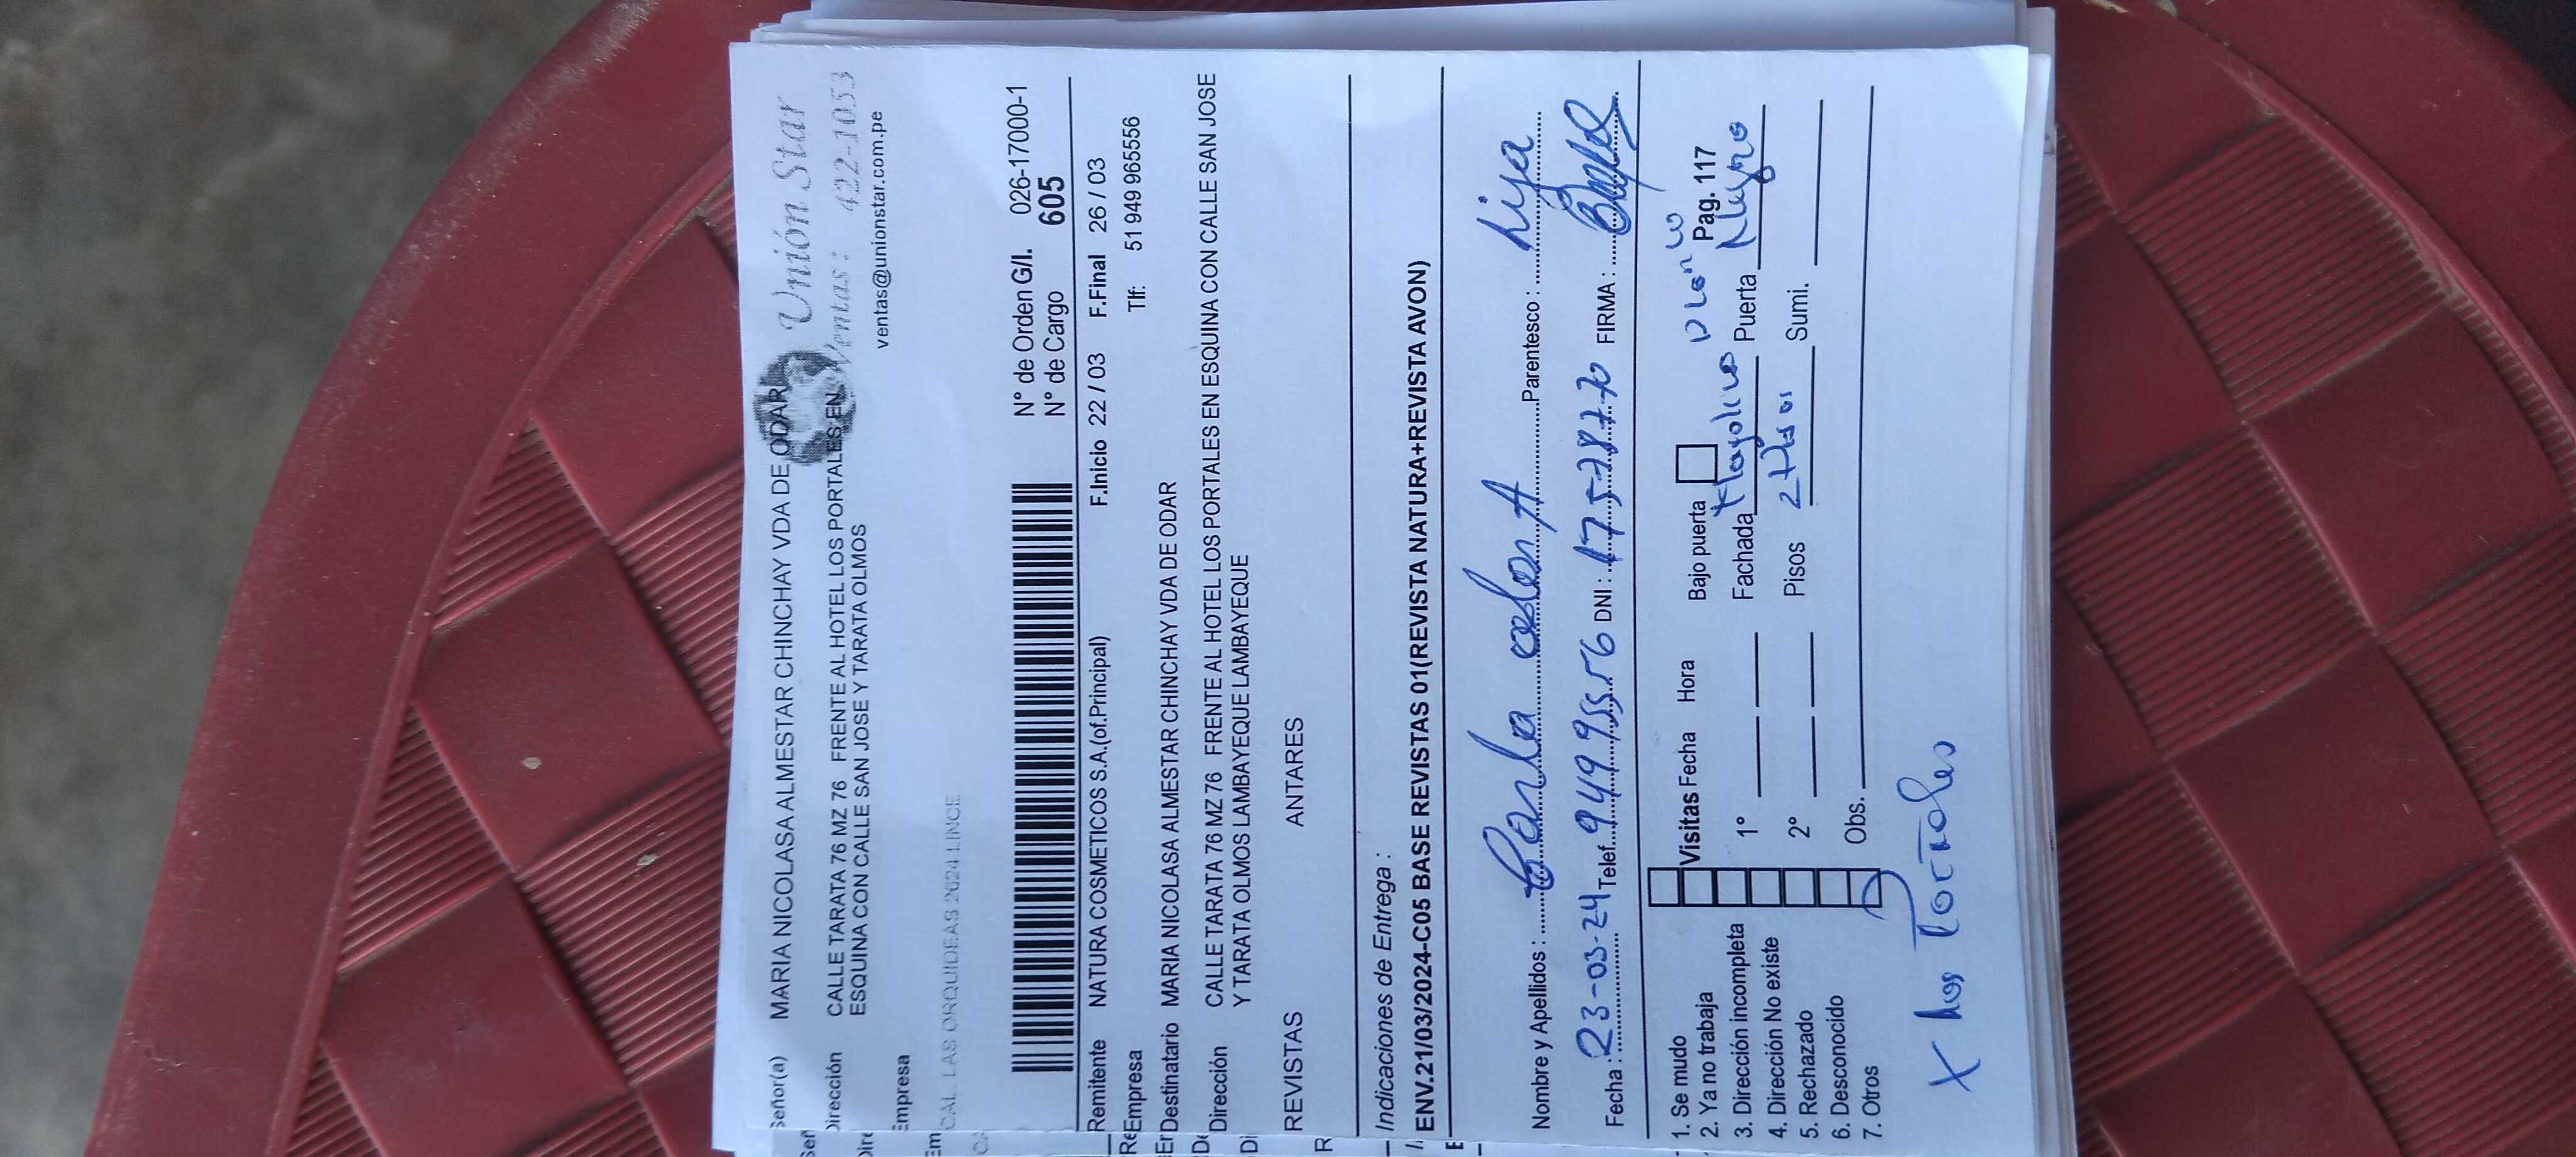 Señor(a) MARIA NICOLASA ALMESTAR CHINCHAY VDA DE ODAR
Unión Star
Dirección CALLE TARATA 76 MZ 76 FRENTE AL HOTEL LOS PORTALES EN
Ventas: 422-1053
ESQUINA CON CALLE SAN JOSE Y TARATA OLMOS
ventas@unionstar.com.pe
Empresa
CAL. LAS ORQUIDEAS 2624 LINCE
N° de Orden G/I. 026-17000-1
N° de Cargo 605
Remitente NATURA COSMETICOS S.A.(of.Principal) F.Inicio 22 / 03 F.Final 26 / 03
Empresa Tlf: 51 949 965556
Destinatario MARIA NICOLASA ALMESTAR CHINCHAY VDA DE ODAR
Dirección CALLE TARATA 76 MZ 76 FRENTE AL HOTEL LOS PORTALES EN ESQUINA CON CALLE SAN JOSE
Y TARATA OLMOS LAMBAYEQUE LAMBAYEQUE
REVISTAS ANTARES
Indicaciones de Entrega :
ENV.21/03/2024-C05 BASE REVISTAS 01(REVISTA NATURA+REVISTA AVON)
Nombre y Apellidos : Parentesco : hija
Fecha : 23-03-24 Telef. DNI : FIRMA :
1. Se mudo
2. Ya no trabaja
3. Dirección incompleta
4. Dirección No existe
5. Rechazado
6. Desconocido
7. Otros
Visitas Fecha Hora
1°
2°
Obs.
Bajo puerta Pag. 117
Fachada Puerta Negro
Pisos 2 Pisos Sumi.
X